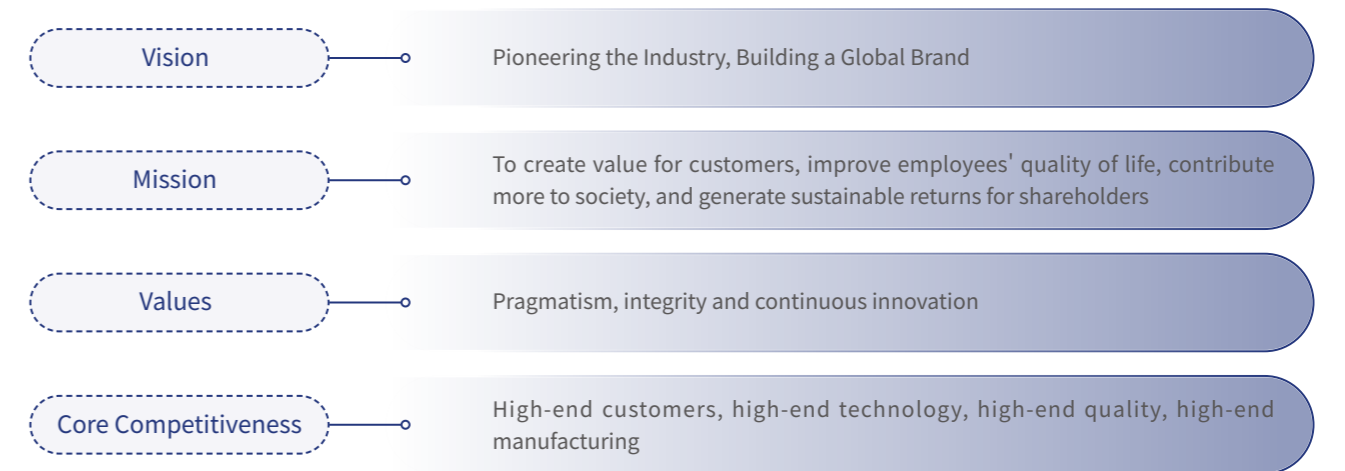 Vision
Pioneering the Industry, Building a Global Brand
Mission
To create value for customers, improve employees' quality of life, contribute
more to society, and generate sustainable returns for shareholders
Values
Pragmatism, integrity and continuous innovation
Core Competitiveness
High-end customers, high-end technology, high-end quality, high-end
manufacturing